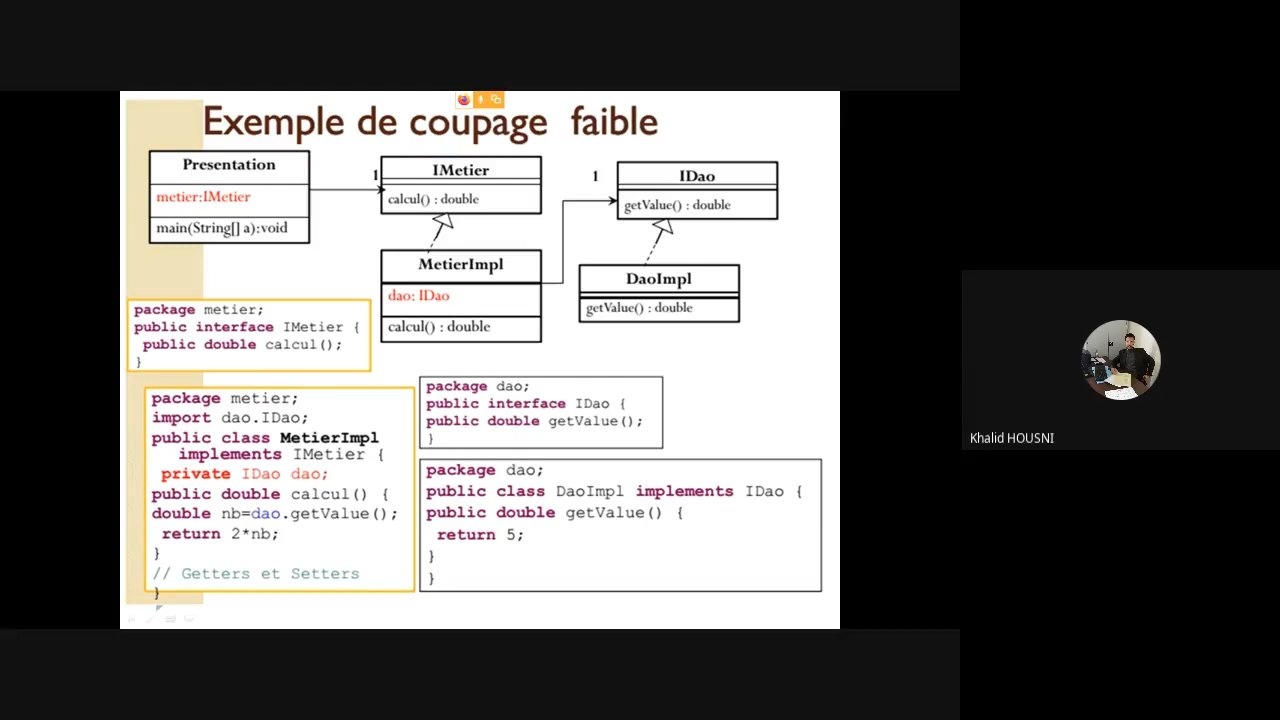 Exemple de coupage faible
Presentation
metier:IMetier
main(String[] a):void
1
IMetier
calcul() : double
1
IDao
getValue() : double
MetierImpl
dao: IDao
calcul() : double
DaoImpl
getValue() : double
package metier;
public interface IMetier {
public double calcul();
}
package metier;
import dao.IDao;
public class MetierImpl
implements IMetier {
private IDao dao;
public double calcul() {
double nb=dao.getValue();
return 2*nb;
}
// Getters et Setters
}
package dao;
public interface IDao {
public double getValue();
}
package dao;
public class DaoImpl implements IDao {
public double getValue() {
return 5;
}
}
Khalid HOUSNI